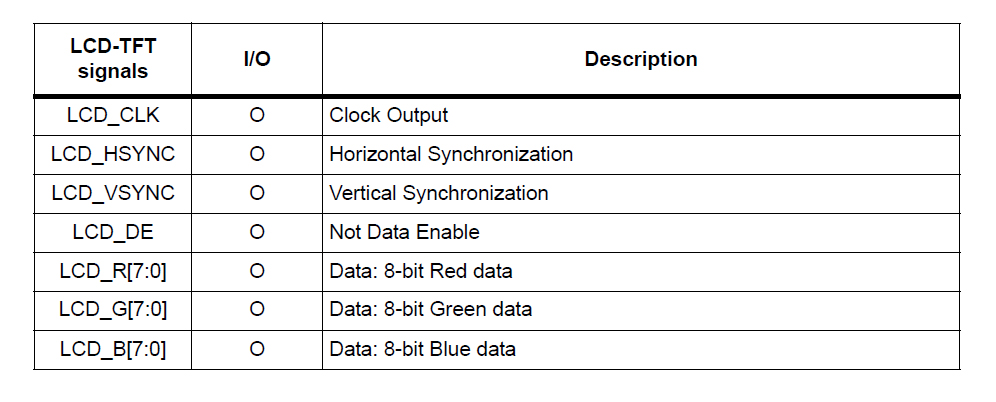 LCD-TFT
signals
I/O
Description
LCD_CLK
O
Clock Output
LCD_HSYNC
O
Horizontal Synchronization
LCD_VSYNC
O
Vertical Synchronization
LCD_DE
O
Not Data Enable
LCD_R[7:0]
O
Data: 8-bit Red data
LCD_G[7:0]
O
Data: 8-bit Green data
LCD_B[7:0]
O
Data: 8-bit Blue data